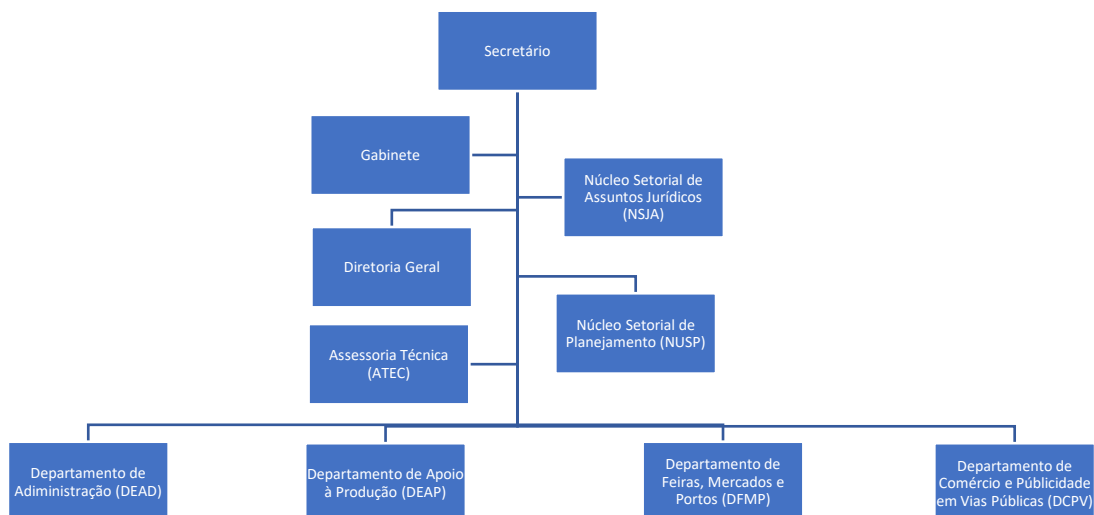 Secretário
Gabinete
Núcleo Setorial de
Assuntos Jurídicos
(NSJA)
Diretoria Geral
Núcleo Setorial de
Planejamento (NUSP)
Assessoria Técnica
(ATEC)
Departamento de
Adiministração (DEAD)
Departamento de Apoio
à Produção (DEAP)
Departamento de
Feiras, Mercados e
Portos (DFMP)
Departamento de
Comércio e Públicidade
em Vias Públicas (DCPV)